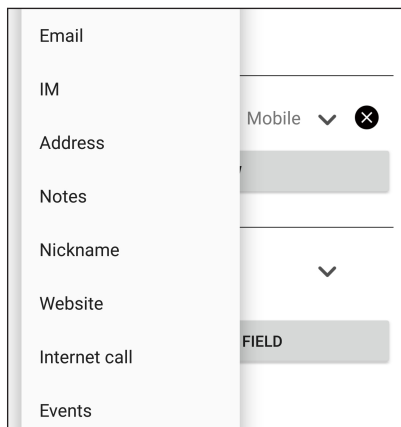 Email
IM
Mobile
Address
Notes
Nickname
Website
FIELD
Internet call
Events